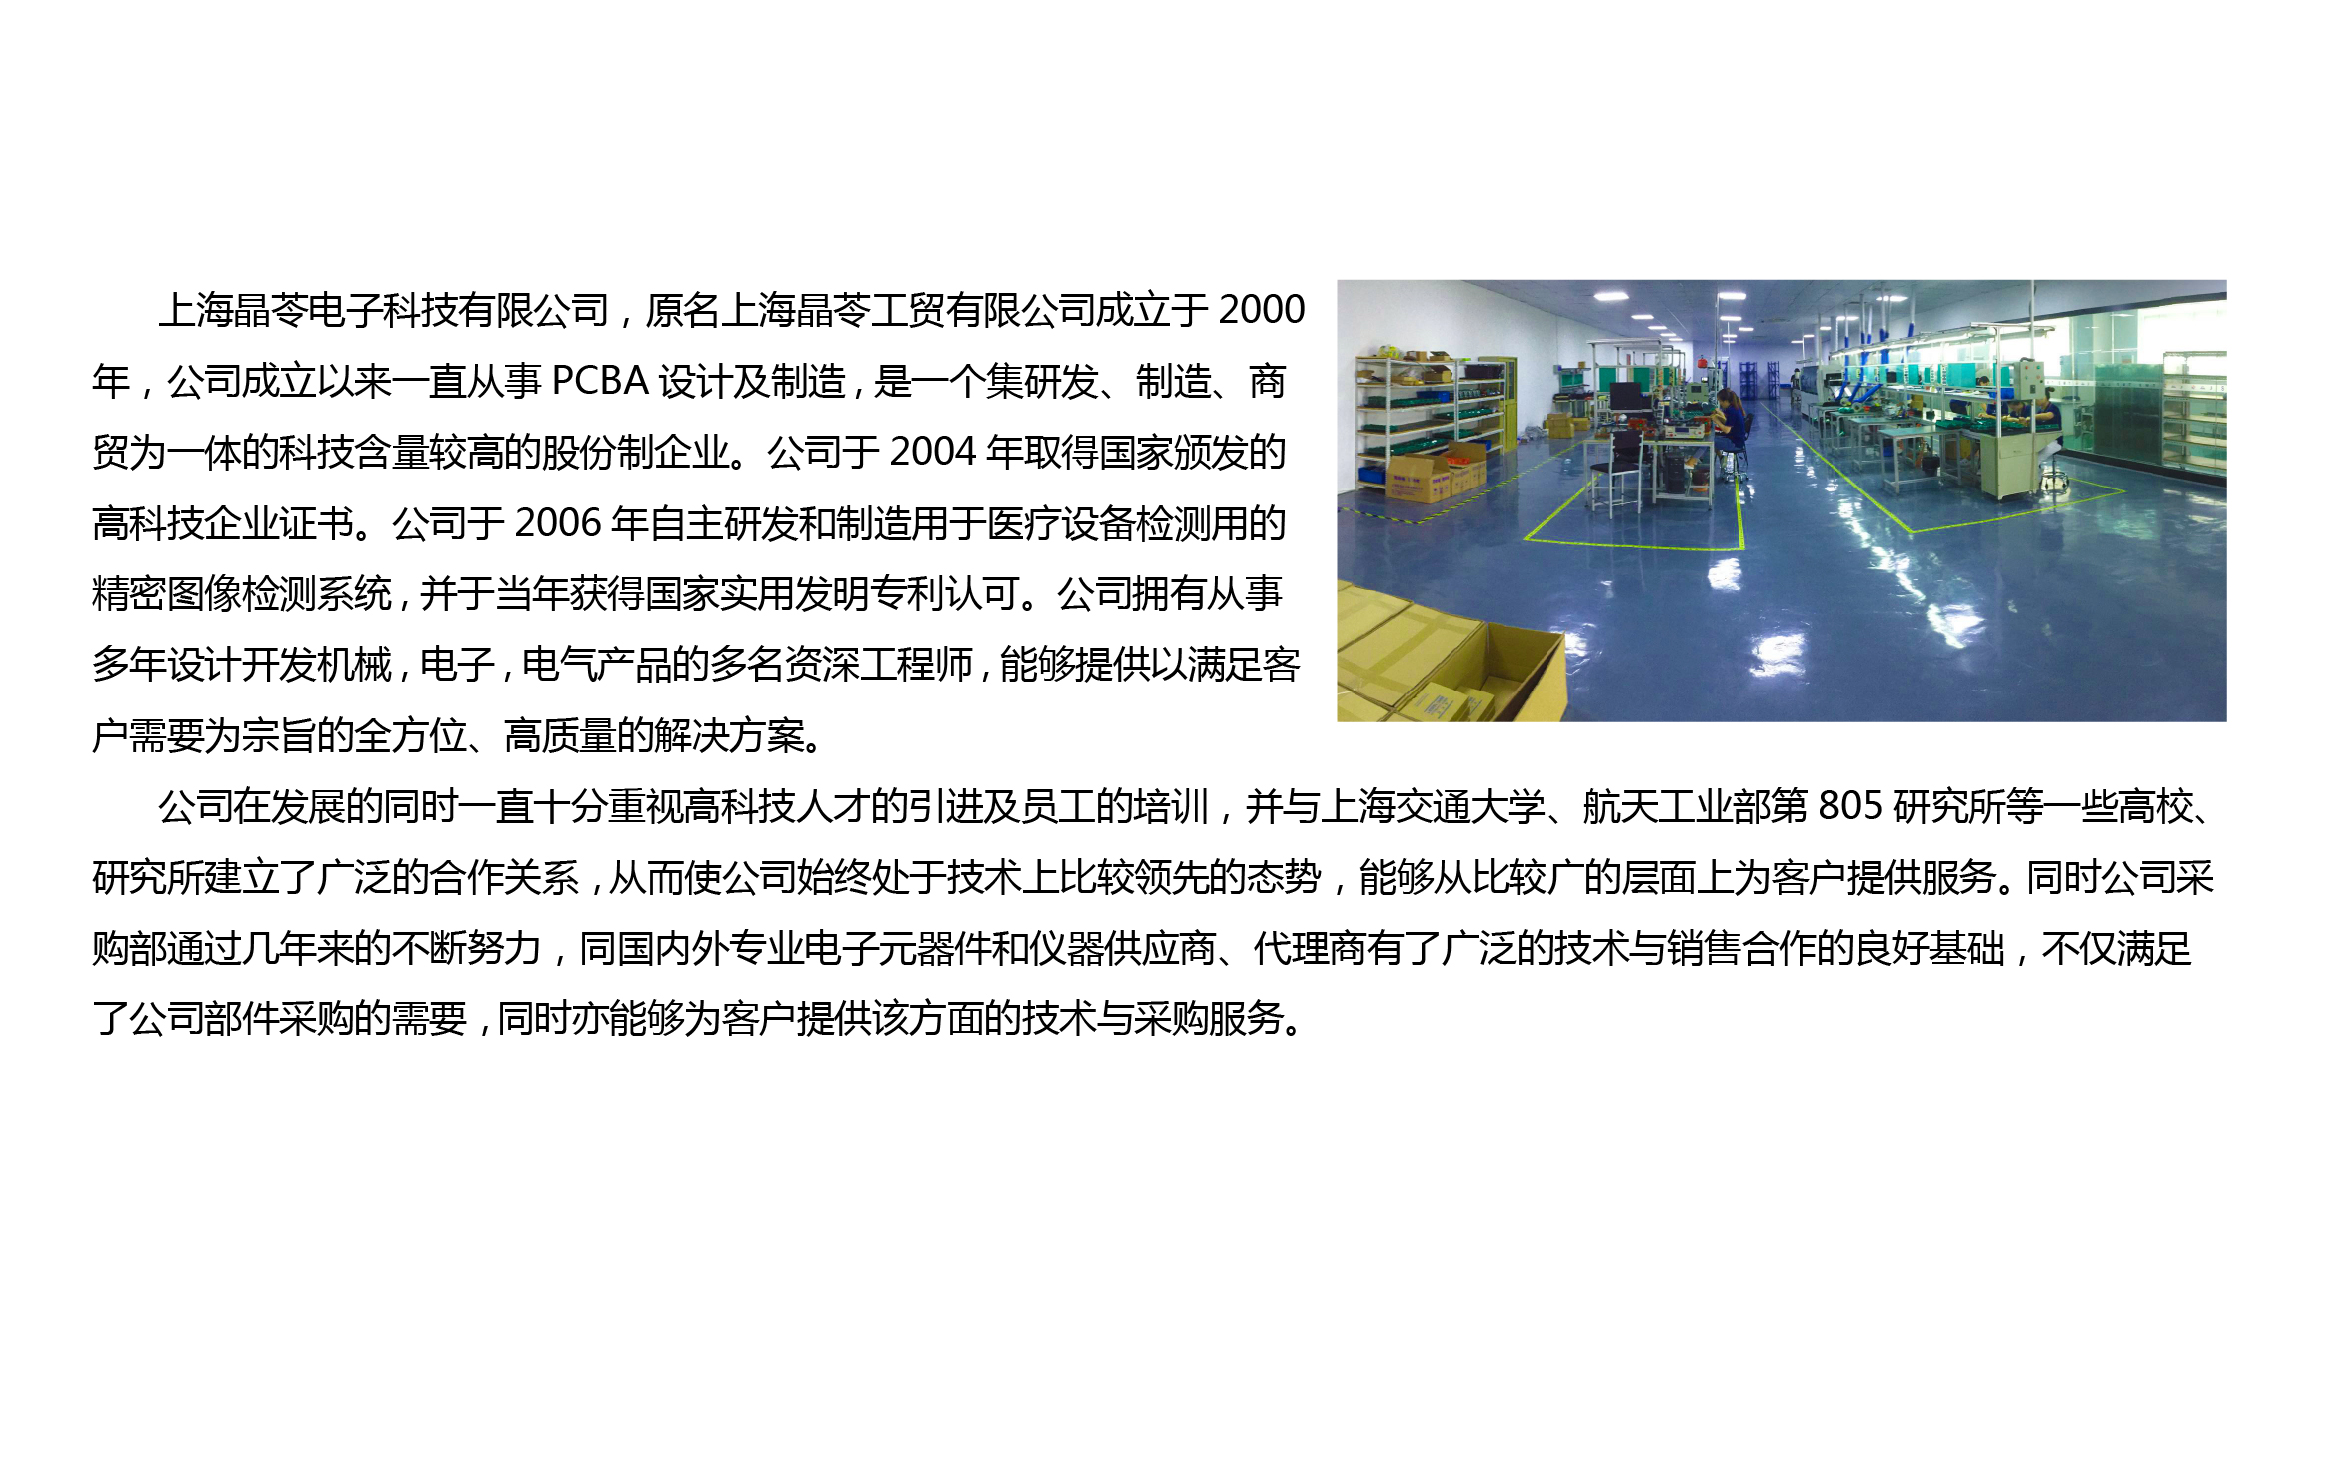 上海晶苓电子科技有限公司，原名上海晶苓工贸有限公司成立于 2000
年，公司成立以来一直从事 PCBA 设计及制造，是一个集研发、制造、商
贸为一体的科技含量较高的股份制企业。公司于 2004 年取得国家颁发的
高科技企业证书。公司于 2006 年自主研发和制造用于医疗设备检测用的
精密图像检测系统，并于当年获得国家实用发明专利认可。公司拥有从事
多年设计开发机械，电子，电气产品的多名资深工程师，能够提供以满足客
户需要为宗旨的全方位、高质量的解决方案。
公司在发展的同时一直十分重视高科技人才的引进及员工的培训，并与上海交通大学、航天工业部第 805 研究所等一些高校、
研究所建立了广泛的合作关系，从而使公司始终处于技术上比较领先的态势，能够从比较广的层面上为客户提供服务。同时公司采
购部通过几年来的不断努力，同国内外专业电子元器件和仪器供应商、代理商有了广泛的技术与销售合作的良好基础，不仅满足
了公司部件采购的需要，同时亦能够为客户提供该方面的技术与采购服务。